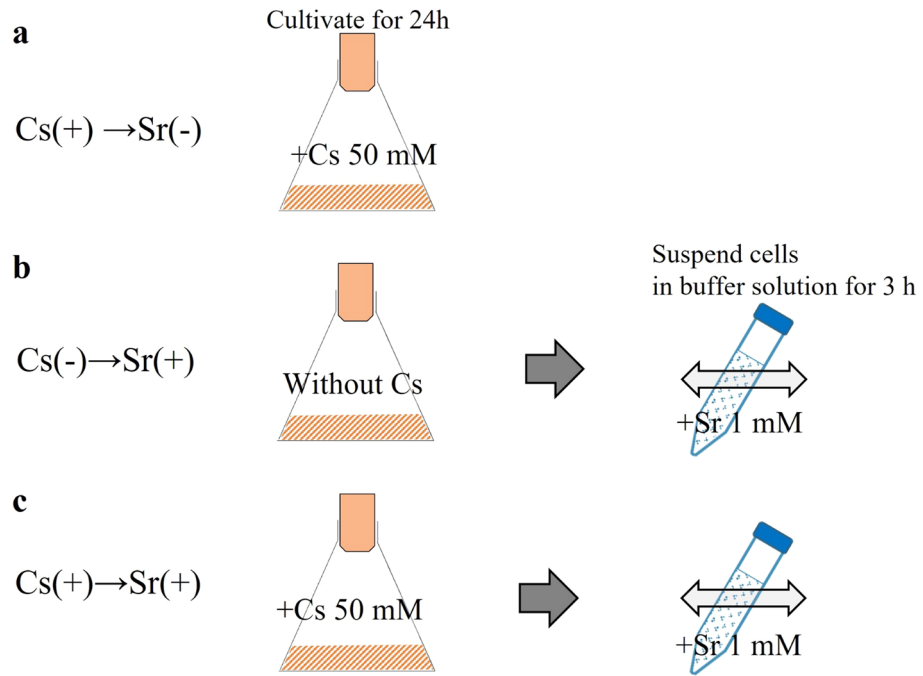 a
Cultivate for 24h
Cs(+) →Sr(-)
+Cs 50 mM
b
Suspend cells
in buffer solution for 3 h
Cs(-)→Sr(+)
Without Cs
+Sr 1 mM
c
Cs(+)→Sr(+)
+Cs 50 mM
+Sr 1 mM